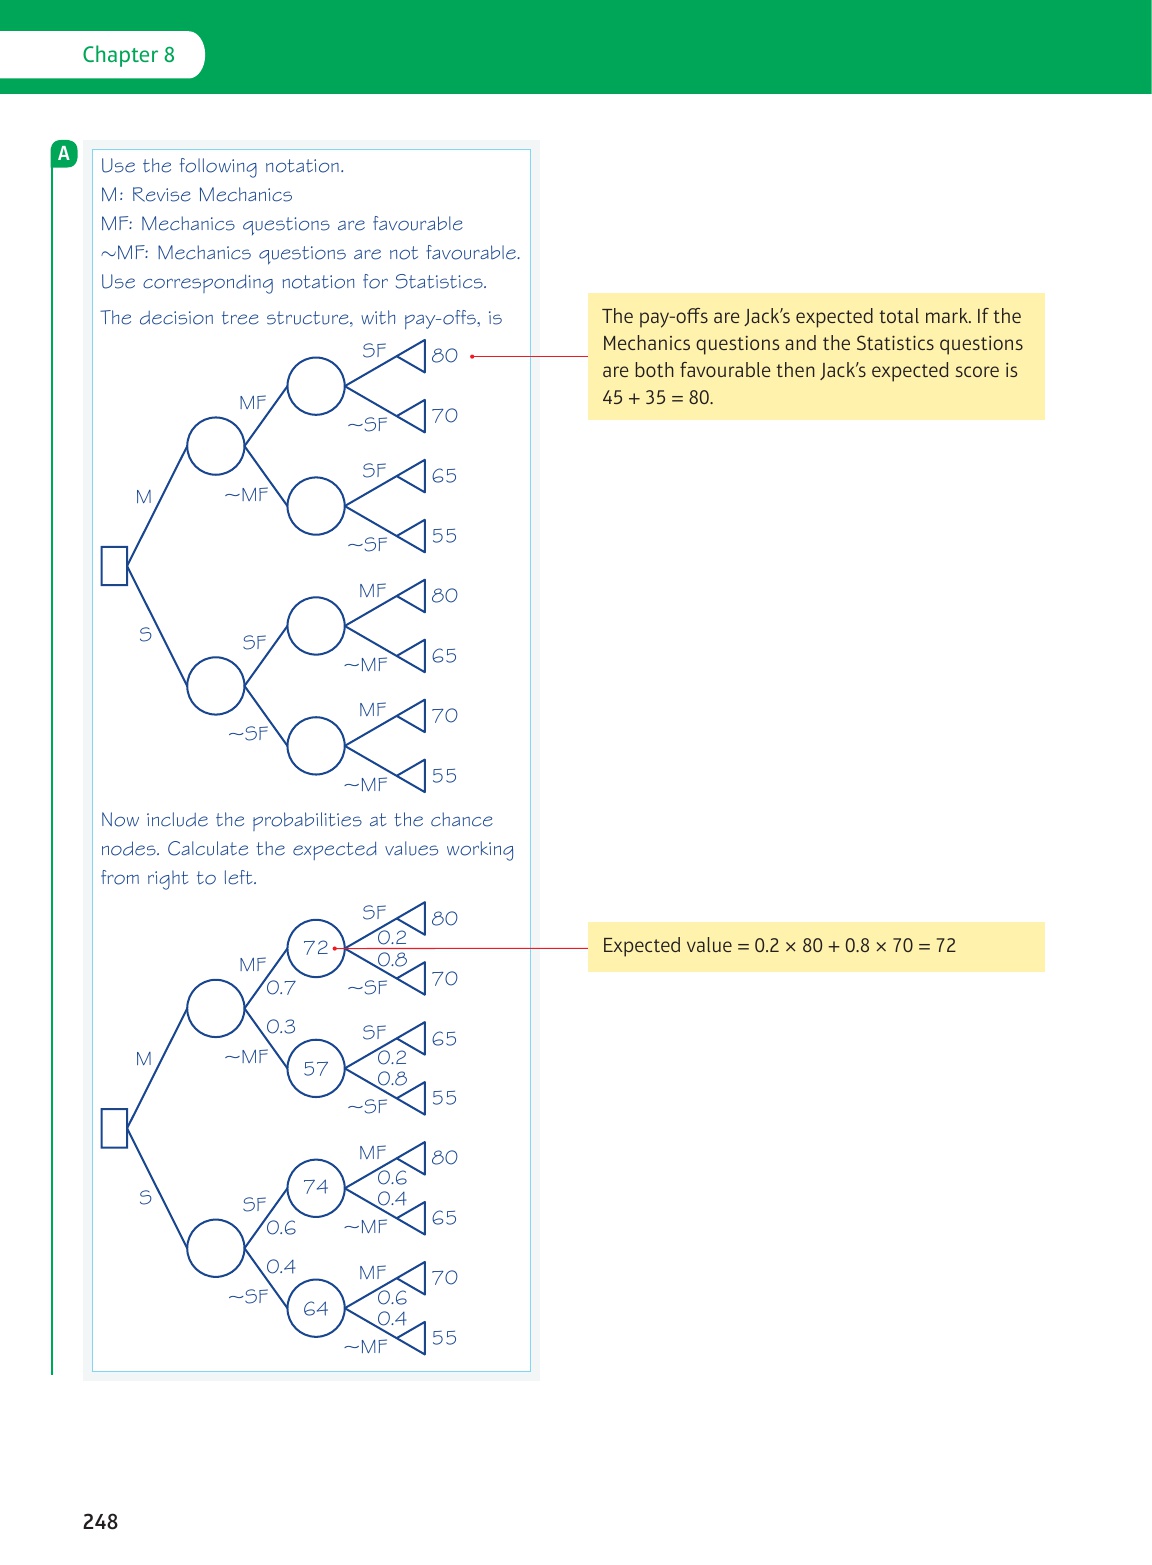 Chapter 8
A
Use the following notation.
M: Revise Mechanics
MF: Mechanics questions are favourable
~MF: Mechanics questions are not favourable.
Use corresponding notation for Statistics.
The decision tree structure, with pay-offs, is
SF
80
MF
~SF
70
M
SF
65
~MF
~SF
55
MF
80
S
SF
~MF
65
MF
70
~SF
~MF
55
The pay-offs are Jack's expected total mark. If the
Mechanics questions and the Statistics questions
are both favourable then Jack's expected score is
45 + 35 = 80.
Now include the probabilities at the chance
nodes. Calculate the expected values working
from right to left.
SF
80
0.2
72
MF
0.8
0.7
~SF
70
M
0.3
SF
65
~MF
0.2
57
0.8
~SF
55
MF
80
0.6
74
S
SF
0.4
0.6
~MF
65
0.4
MF
70
~SF
0.6
64
0.4
~MF
55
Expected value = 0.2 × 80 + 0.8 × 70 = 72
248